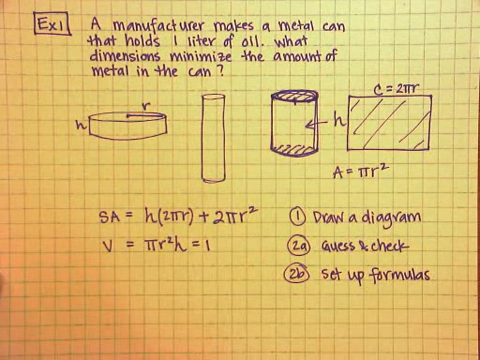 Ex1 A manufacturer makes a metal can
that holds 1 liter of oil. What
dimensions minimize the amount of
metal in the can?
r
h
h
C = 2πr
A = πr²
SA = h(2πr) + 2πr²
V = πr²h = 1
1 Draw a diagram
2a Guess & check
2b Set up formulas